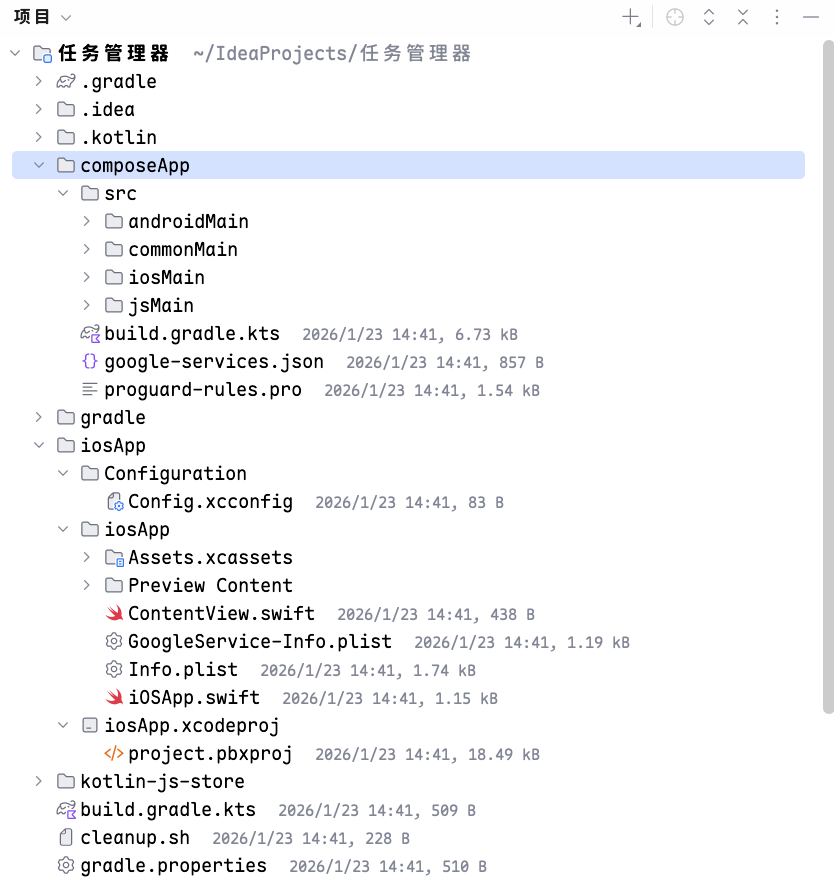 项目
任务管理器 ~/IdeaProjects/任务管理器
.gradle
.idea
.kotlin
composeApp
src
androidMain
commonMain
iosMain
jsMain
build.gradle.kts 2026/1/23 14:41, 6.73 kB
google-services.json 2026/1/23 14:41, 857 B
proguard-rules.pro 2026/1/23 14:41, 1.54 kB
gradle
iosApp
Configuration
Config.xcconfig 2026/1/23 14:41, 83 B
iosApp
Assets.xcassets
Preview Content
ContentView.swift 2026/1/23 14:41, 438 B
GoogleService-Info.plist 2026/1/23 14:41, 1.19 kB
Info.plist 2026/1/23 14:41, 1.74 kB
iOSApp.swift 2026/1/23 14:41, 1.15 kB
iosApp.xcodeproj
project.pbxproj 2026/1/23 14:41, 18.49 kB
kotlin-js-store
build.gradle.kts 2026/1/23 14:41, 509 B
cleanup.sh 2026/1/23 14:41, 228 B
gradle.properties 2026/1/23 14:41, 510 B